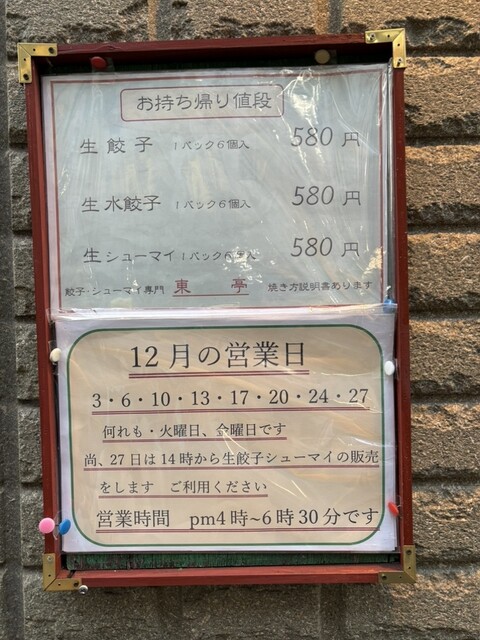 お持ち帰り値段
生餃子 1パック6個入 580円
生水餃子 1パック6個入 580円
生シューマイ 1パック6個入 580円
餃子・シューマイ専門 東亭 焼き方説明書あります
12月の営業日
3・6・10・13・17・20・24・27
何れも・火曜日、金曜日です
尚、27日は14時から生餃子シューマイの販売
をします ご利用ください
営業時間 pm4時~6時30分です